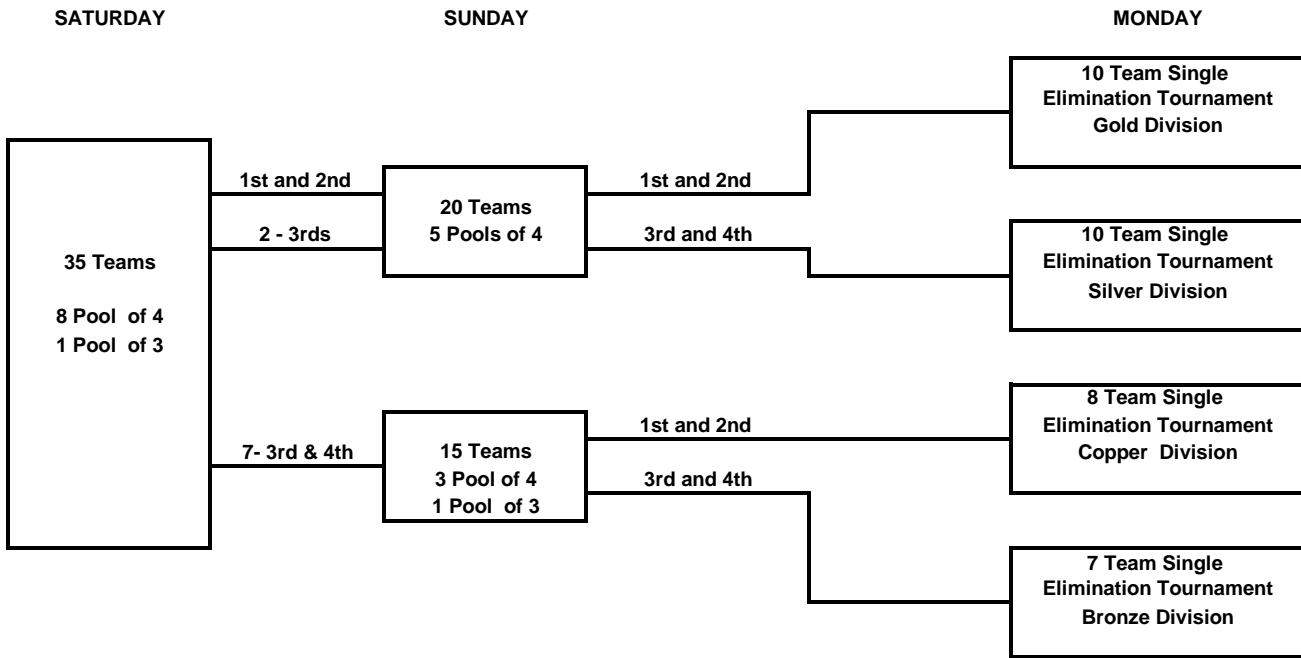 SATURDAY
SUNDAY
MONDAY
35 Teams
8 Pool of 4
1 Pool of 3
1st and 2nd
2 - 3rds
7- 3rd & 4th
20 Teams
5 Pools of 4
15 Teams
3 Pool of 4
1 Pool of 3
1st and 2nd
3rd and 4th
1st and 2nd
3rd and 4th
10 Team Single
Elimination Tournament
Gold Division
10 Team Single
Elimination Tournament
Silver Division
8 Team Single
Elimination Tournament
Copper Division
7 Team Single
Elimination Tournament
Bronze Division